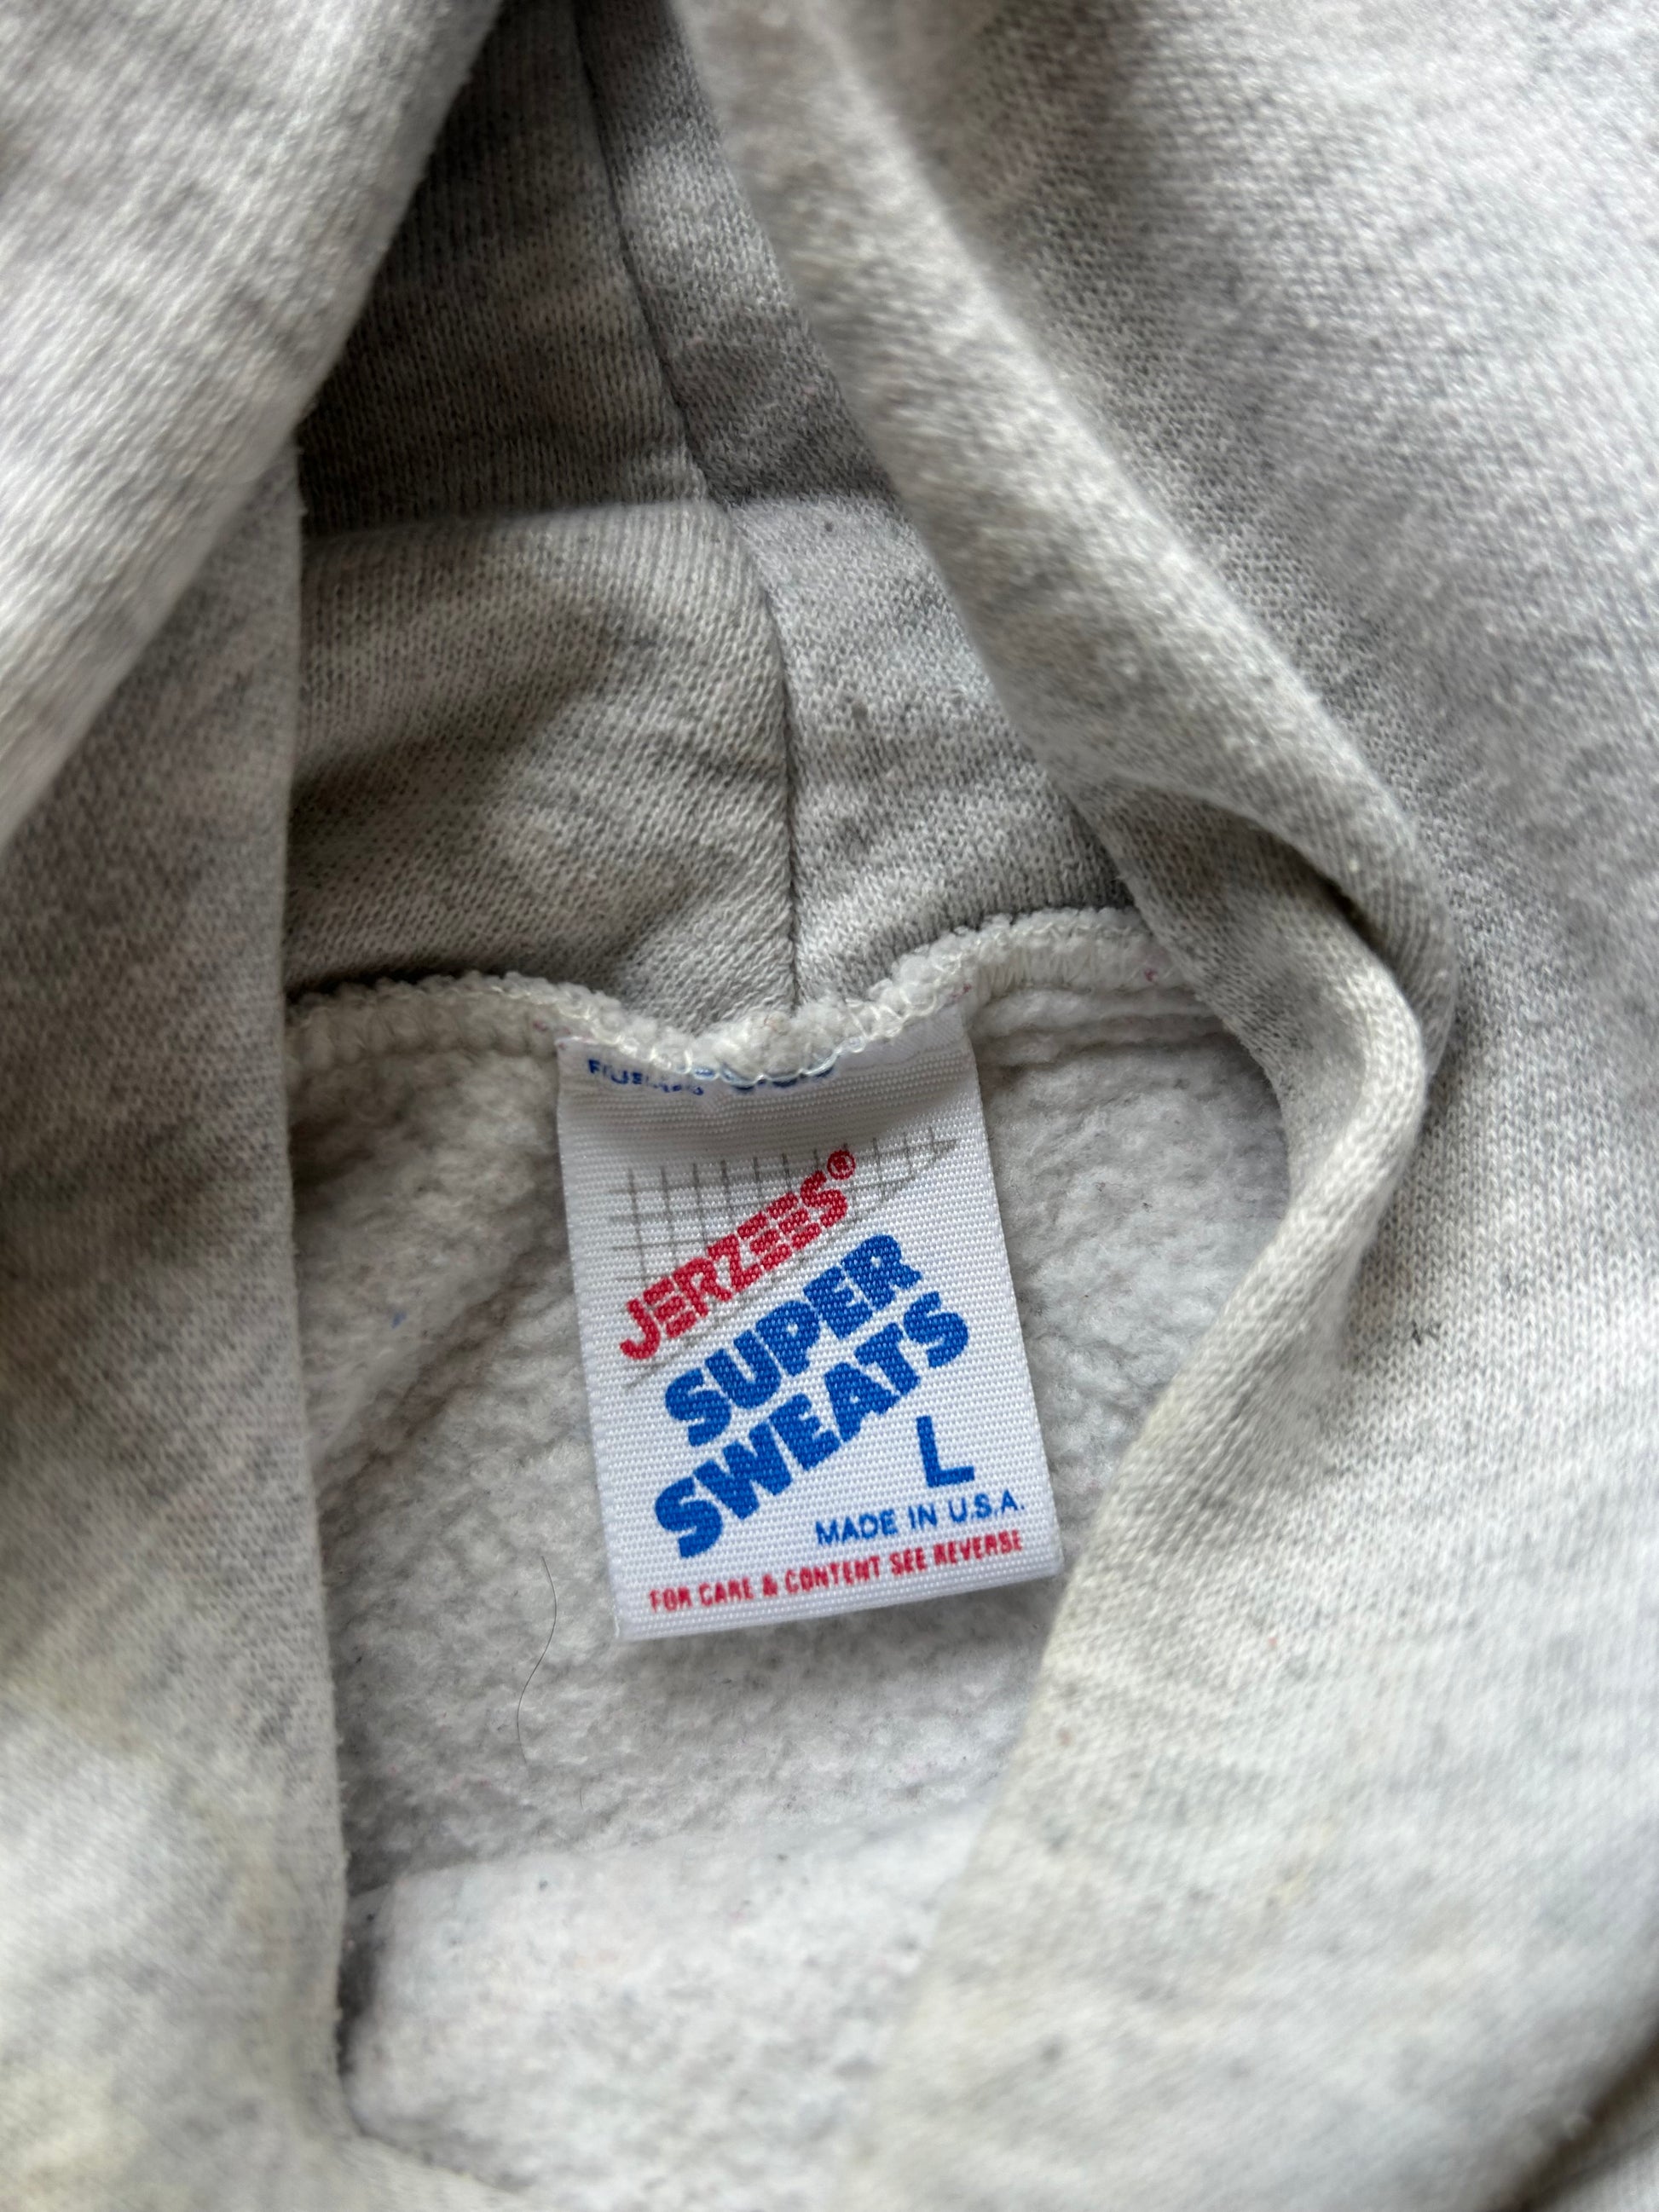 JERZEES®
SUPER
SWEATS
L
MADE IN U.S.A.
FOR CARE & CONTENT SEE REVERSE